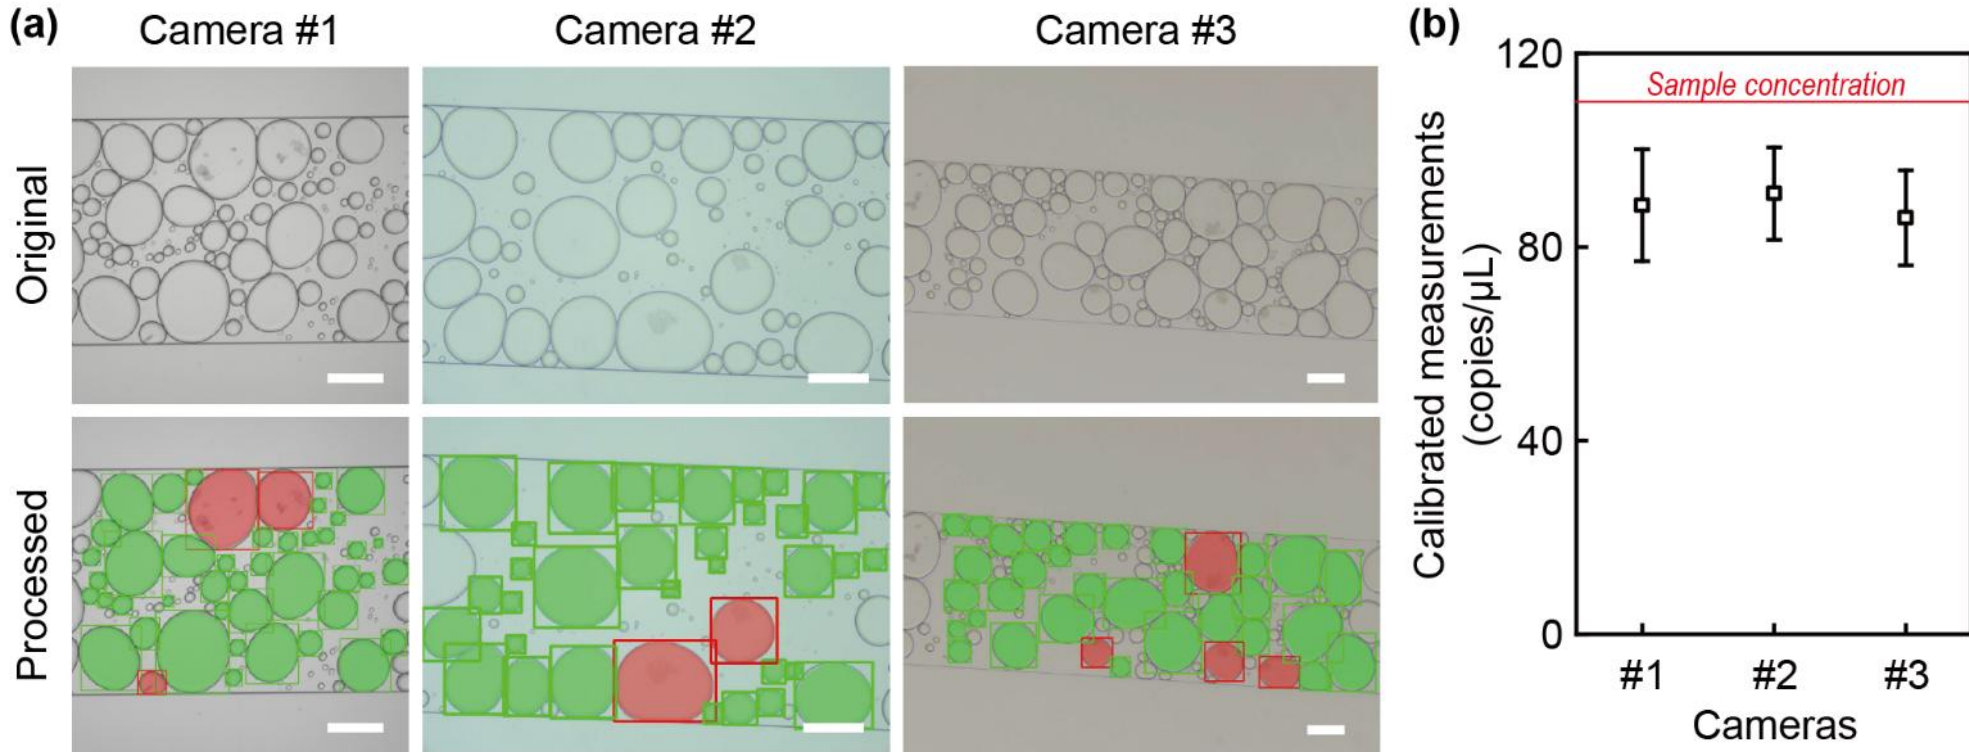 (a)
Camera #1
Camera #2
Camera #3
Original
Processed
(b)
Calibrated measurements
(copies/µL)
120
80
40
0
Sample concentration
#1
#2
#3
Cameras